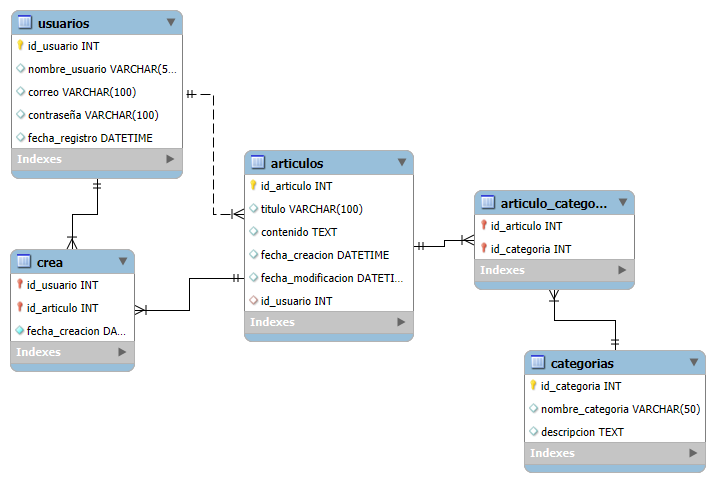 usuarios
id_usuario INT
nombre_usuario VARCHAR(5...
correo VARCHAR(100)
contraseña VARCHAR(100)
fecha_registro DATETIME
Indexes
articulos
id_articulo INT
titulo VARCHAR(100)
contenido TEXT
fecha_creacion DATETIME
fecha_modificacion DATETI...
id_usuario INT
Indexes
articulo_catego...
id_articulo INT
id_categoria INT
Indexes
crea
id_usuario INT
id_articulo INT
fecha_creacion DA...
Indexes
categorias
id_categoria INT
nombre_categoria VARCHAR(50)
descripcion TEXT
Indexes